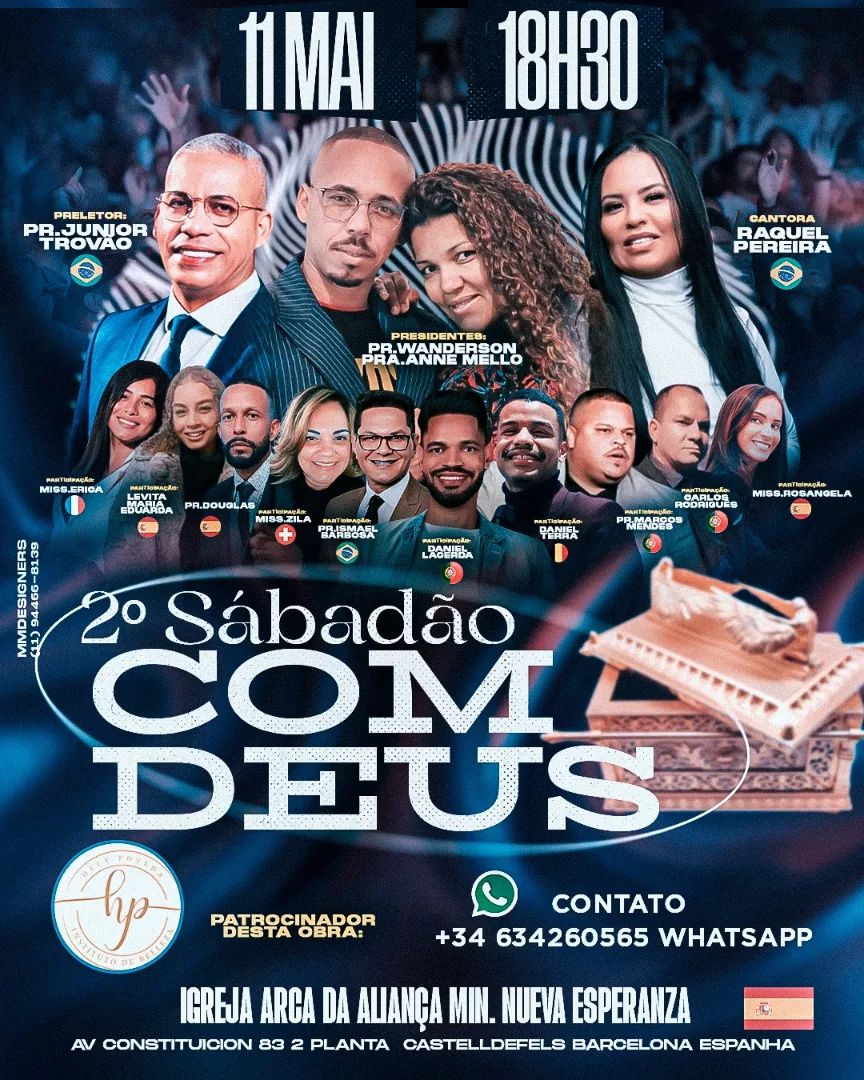 11 MAI
18H30
PRELETOR:
PR.JUNIOR
TROVÃO
CANTORA
RAQUEL
PEREIRA
PRESIDENTES:
PR.WANDERSON
PRA.ANNE MELLO
PARTICIPAÇÃO:
MISS.ERICA
PARTICIPAÇÃO:
LEVITA
MARIA
EDUARDA
PR.DOUGLAS
PARTICIPAÇÃO:
MISS.ZILA
PARTICIPAÇÃO:
PR.ISMAEL
BARBOSA
PARTICIPAÇÃO:
DANIEL
LACERDA
PARTICIPAÇÃO:
DANIEL
TERRA
PARTICIPAÇÃO:
PR.MARCOS
MENDES
PARTICIPAÇÃO:
CARLOS
RODRIGUES
PARTICIPAÇÃO:
MISS.ROSANGELA
MMDESIGNERS
(11) 94466-8139
2º Sábadão
COM
DEUS
HELY POVEDA
hp
INSTITUTO DE BELLEZA
PATROCINADOR
DESTA OBRA:
CONTATO
+34 634260565 WHATSAPP
IGREJA ARCA DA ALIANÇA MIN. NUEVA ESPERANZA
AV CONSTITUICION 83 2 PLANTA CASTELLDEFELS BARCELONA ESPANHA